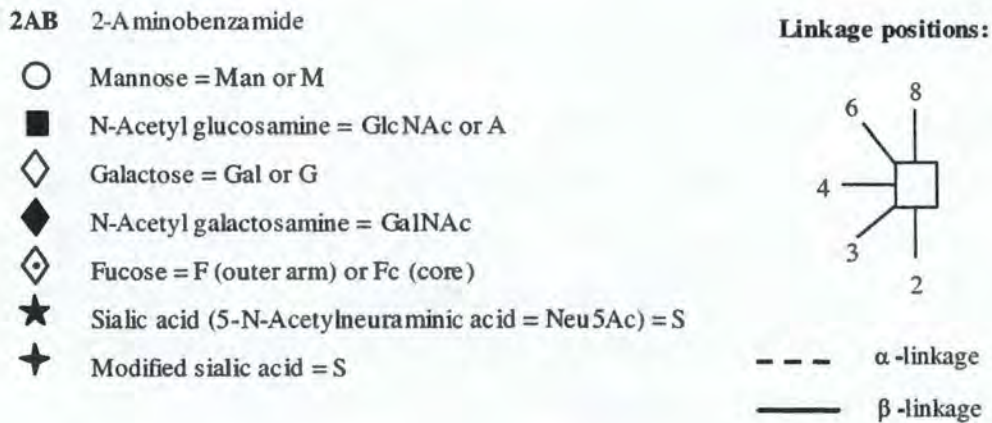 2AB 2-Aminobenzamide
Mannose = Man or M
N-Acetyl glucosamine = GlcNAc or A
Galactose = Gal or G
N-Acetyl galactosamine = GalNAc
Fucose = F (outer arm) or Fc (core)
Sialic acid (5-N-Acetylneuraminic acid = Neu5Ac) = S
Modified sialic acid = S
Linkage positions:
8
6
4
3
2
α-linkage
β-linkage